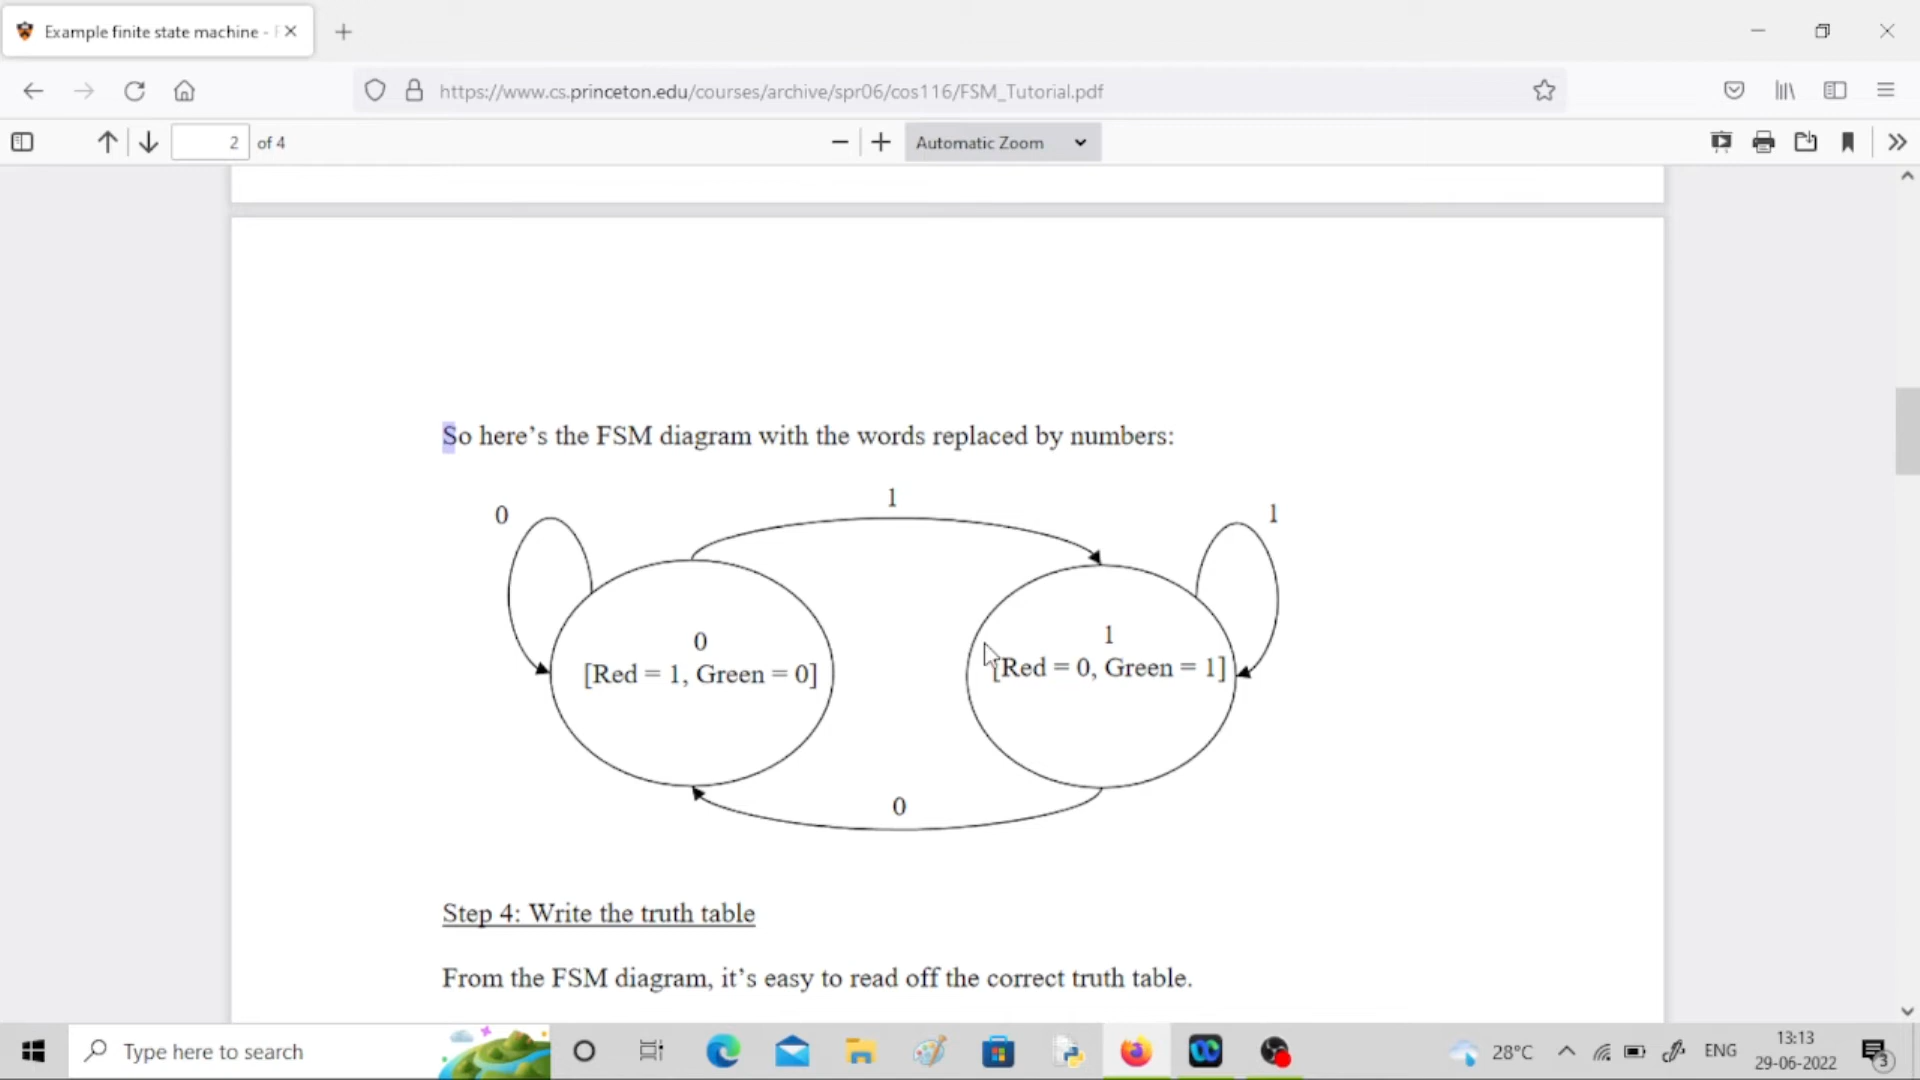 Example finite state machine - F
https://www.cs.princeton.edu/courses/archive/spr06/cos116/FSM_Tutorial.pdf
2 of 4
Automatic Zoom
So here’s the FSM diagram with the words replaced by numbers:
1
0
1
0
[Red = 1, Green = 0]
1
[Red = 0, Green = 1]
0
Step 4: Write the truth table
From the FSM diagram, it’s easy to read off the correct truth table.
Type here to search
28°C
ENG
13:13
29-06-2022
3